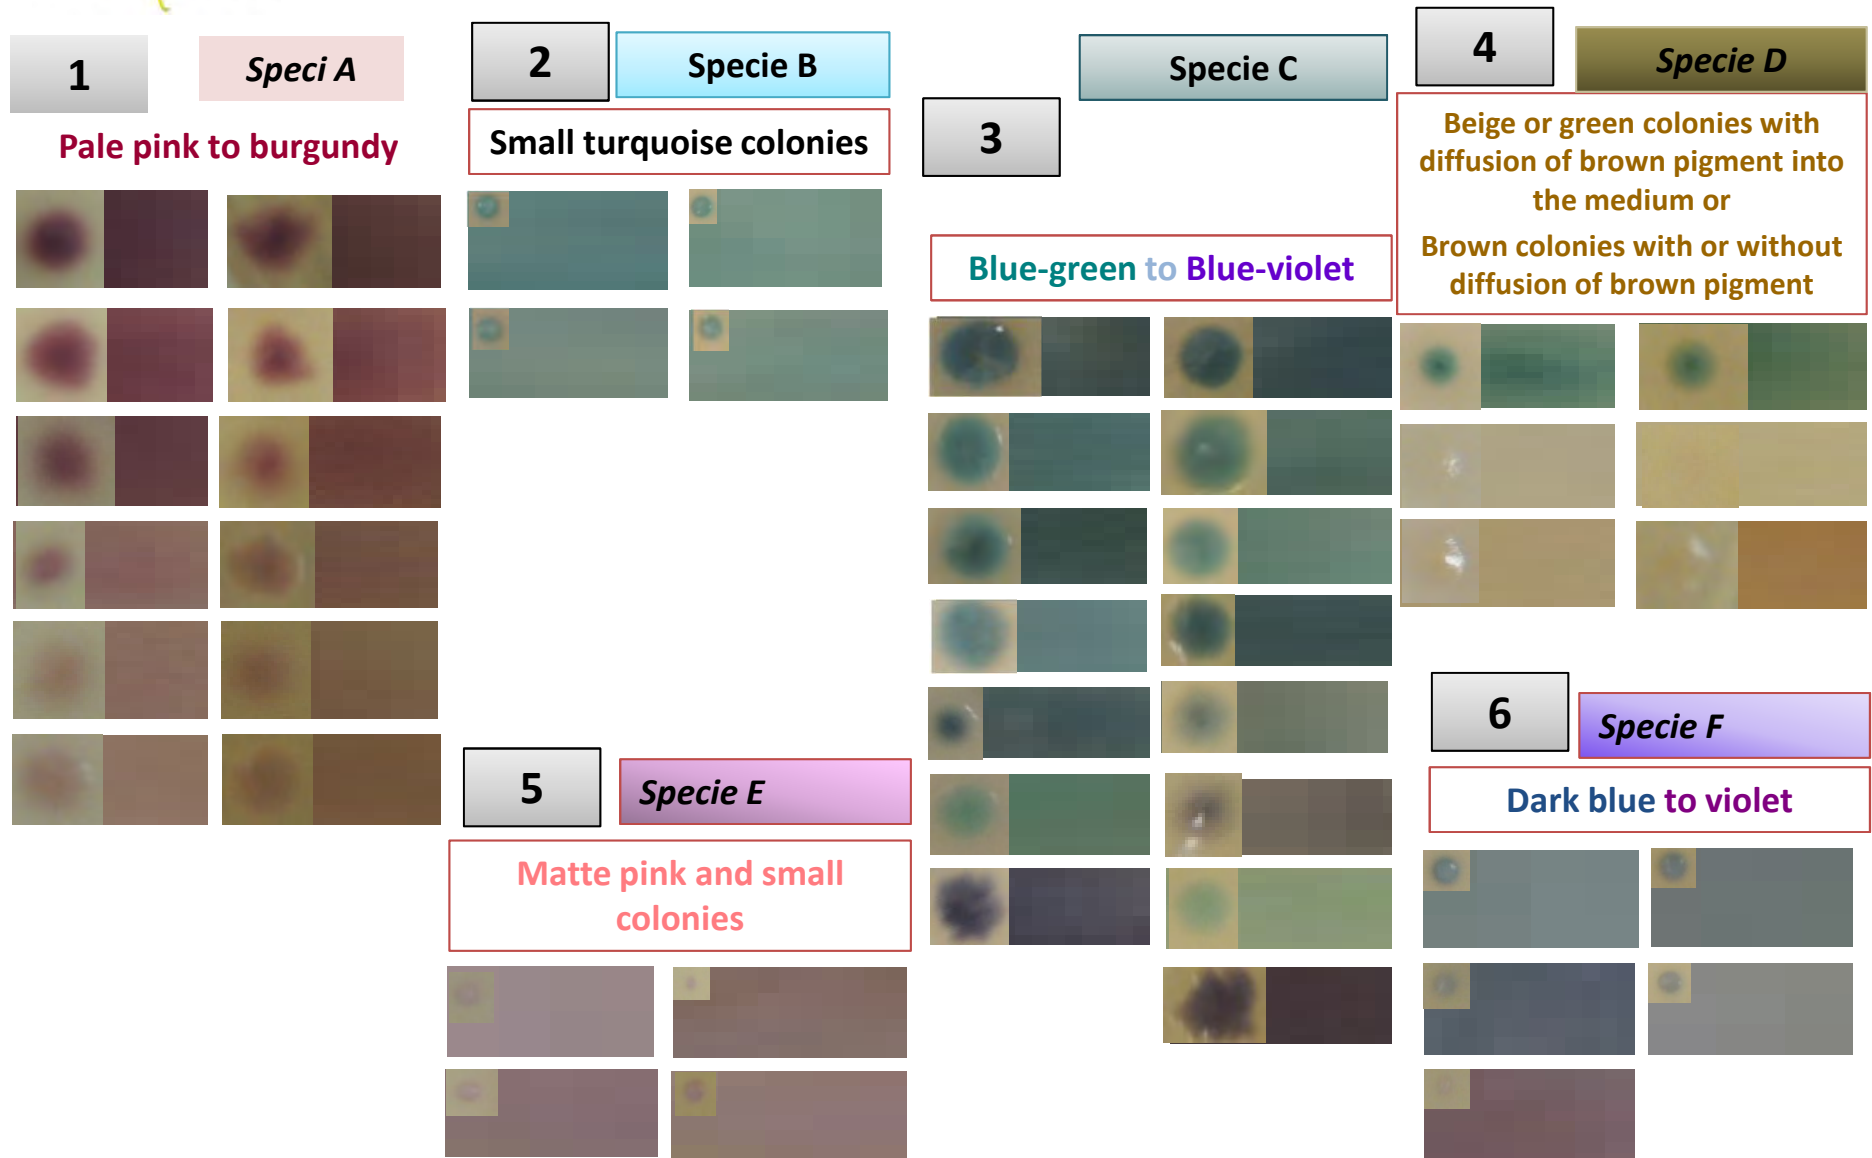 1
Speci A
Pale pink to burgundy
2
Specie B
Small turquoise colonies
3
Specie C
Blue-green to Blue-violet
4
Specie D
Beige or green colonies with
diffusion of brown pigment into
the medium or
Brown colonies with or without
diffusion of brown pigment
5
Specie E
Matte pink and small
colonies
6
Specie F
Dark blue to violet